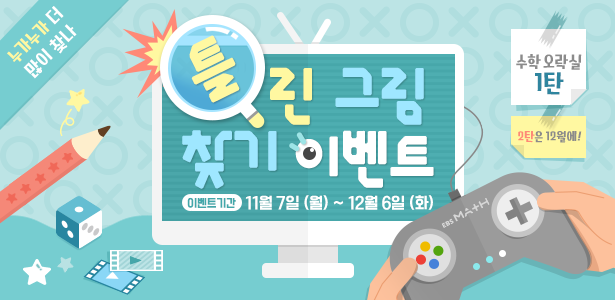 누가누가 더
많이 찾나
틀린 그림
찾기 이벤트
이벤트기간 11월 7일 (월) ~ 12월 6일 (화)
수학 오락실
1탄
2탄은 12월에!
EBS MATH